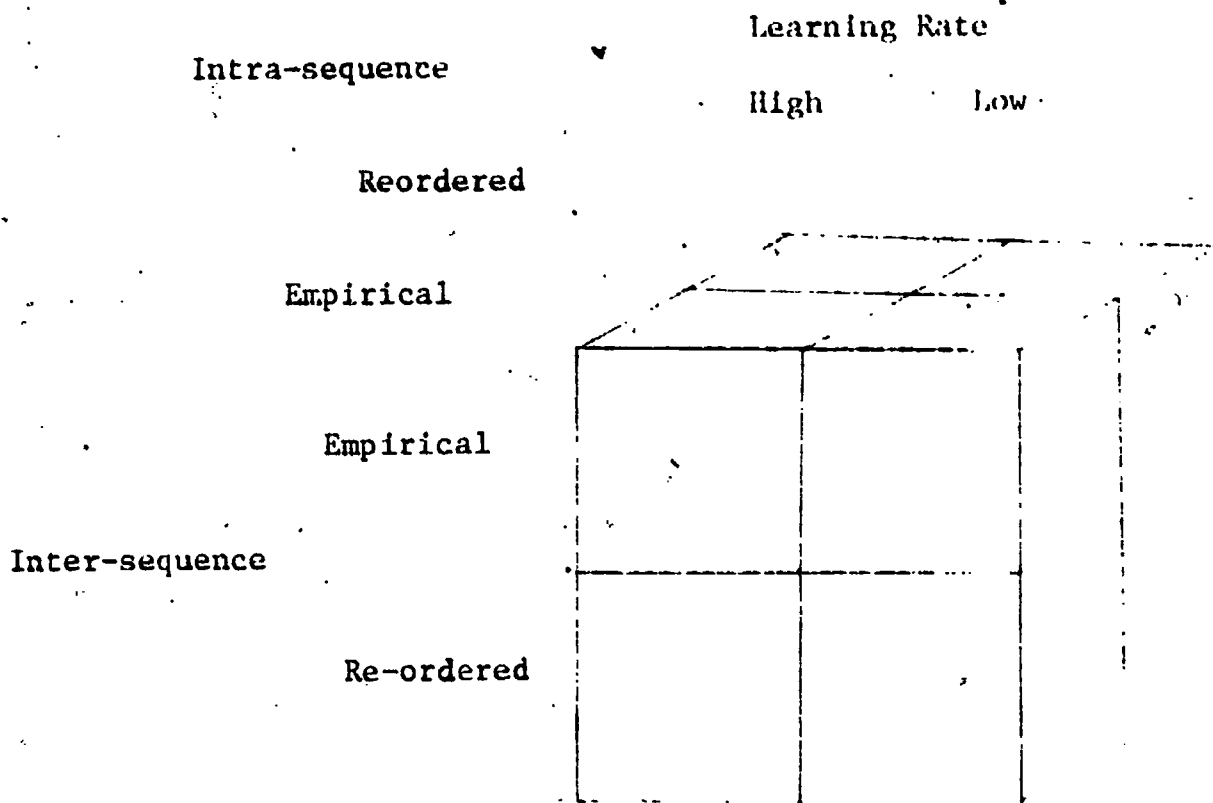 Learning Rate
Intra-sequence
High Low
Reordered
Empirical
Empirical
Inter-sequence
Re-ordered